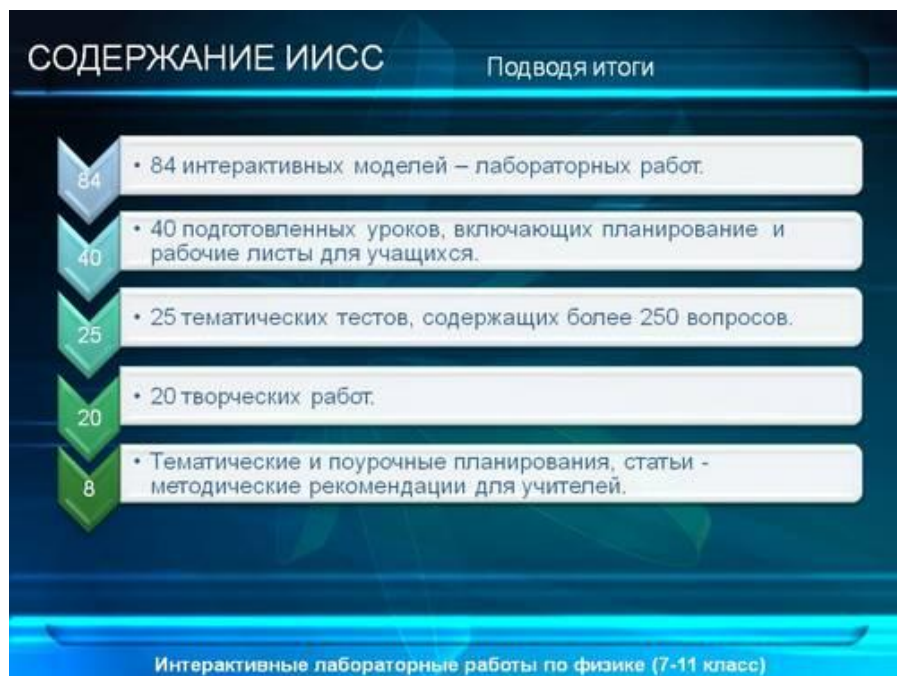 СОДЕРЖАНИЕ ИИСС
Подводя итоги
84
• 84 интерактивных моделей – лабораторных работ.
40
• 40 подготовленных уроков, включающих планирование и
рабочие листы для учащихся.
25
• 25 тематических тестов, содержащих более 250 вопросов.
20
• 20 творческих работ.
8
• Тематические и поурочные планирования, статьи -
методические рекомендации для учителей.
Интерактивные лабораторные работы по физике (7-11 класс)